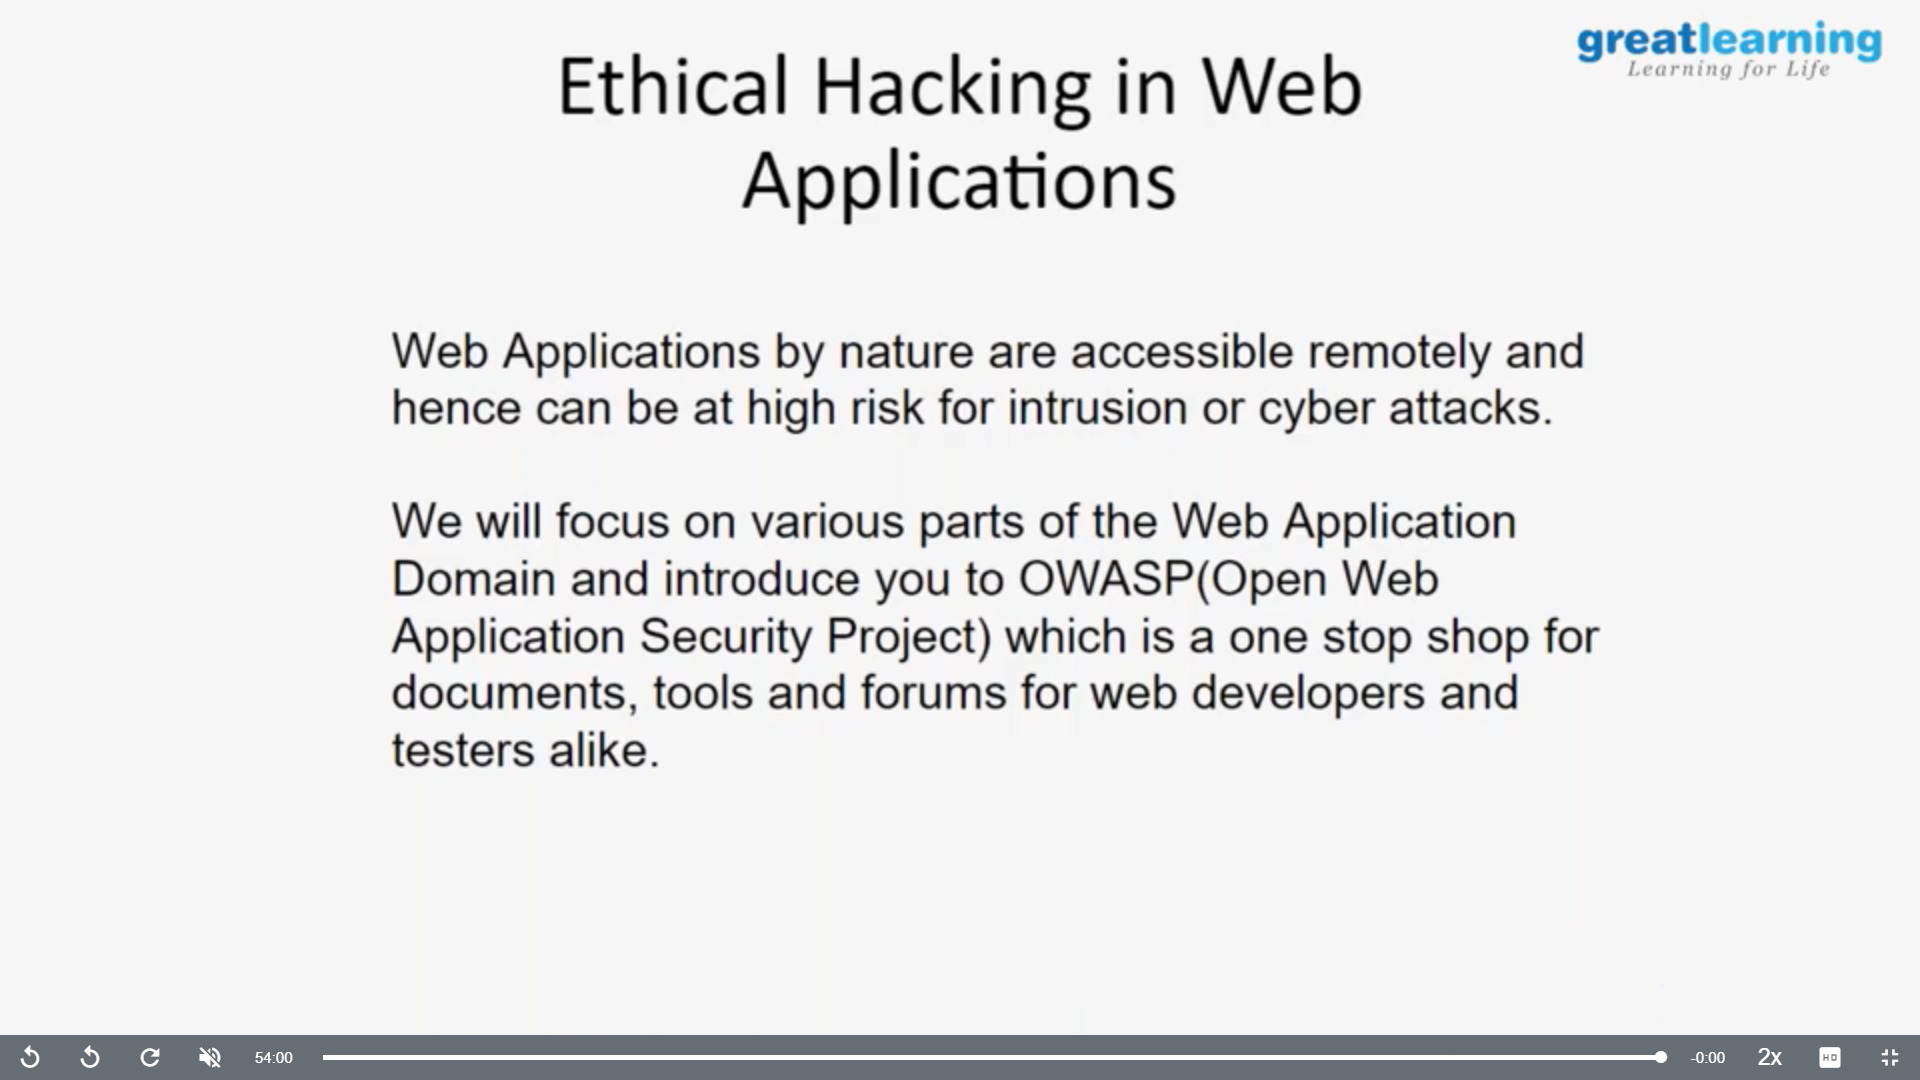 greatlearning
Learning for Life
Ethical Hacking in Web
Applications
Web Applications by nature are accessible remotely and
hence can be at high risk for intrusion or cyber attacks.
We will focus on various parts of the Web Application
Domain and introduce you to OWASP(Open Web
Application Security Project) which is a one stop shop for
documents, tools and forums for web developers and
testers alike.
54:00
-0:00
2x
HD